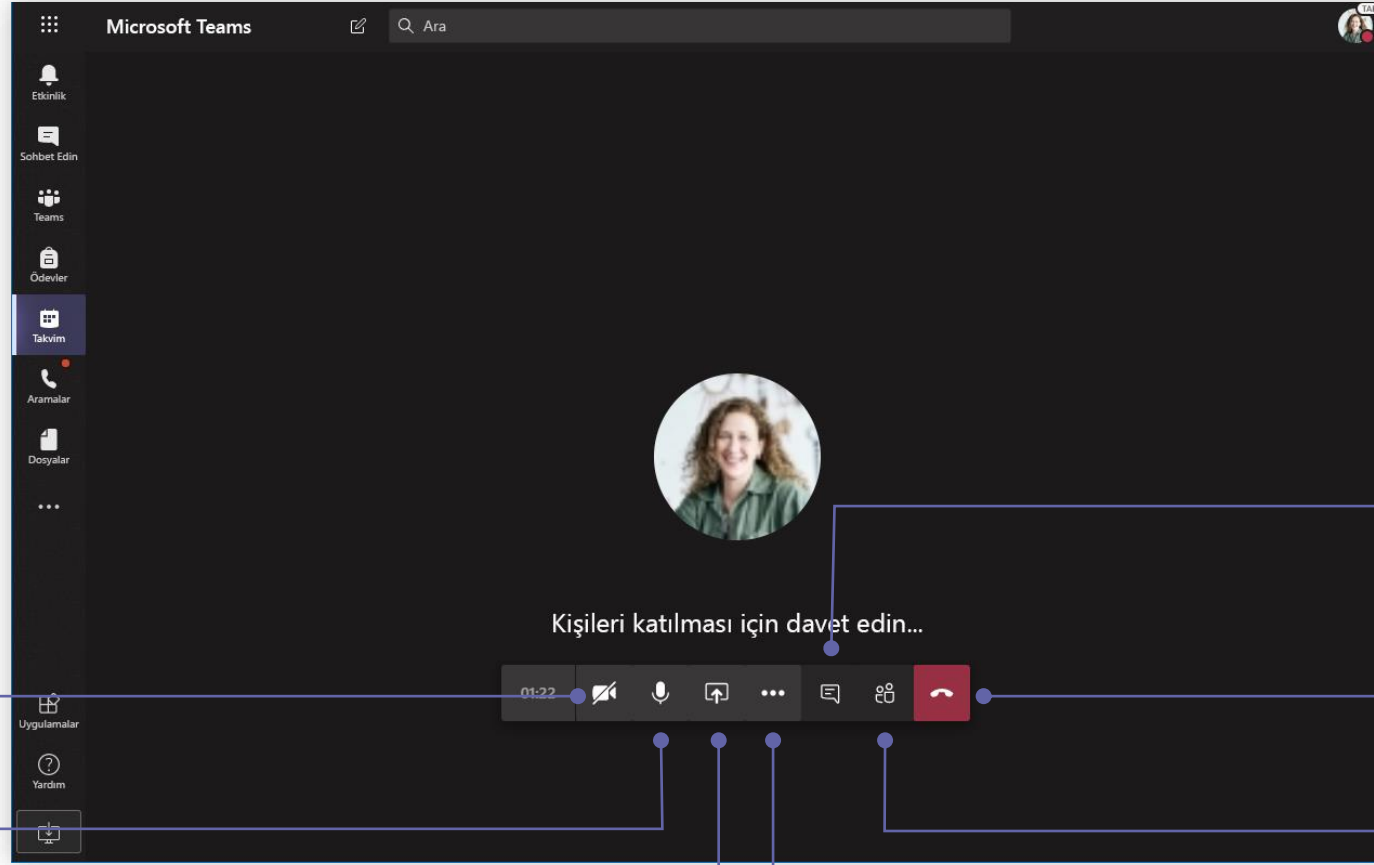 Microsoft Teams
Ara
Etkinlik
Sohbet Edin
Teams
Ödevler
Takvim
Aramalar
Dosyalar
Kişileri katılması için davet edin...
01:22
Uygulamalar
Yardım